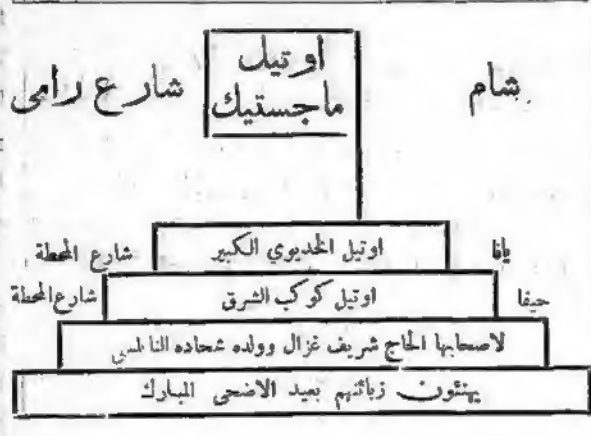 شام
اوتيل
ماجستيك
شارع رامى
يافا
اوتيل الخديوي الكبير
شارع المحطة
حيفا
اوتيل كوكب الشرق
شارع المحطة
لاصحابها الحاج شريف غزال وولده شحاده النابلسي
يهنئون زبائنهم بعيد الاضحى المبارك